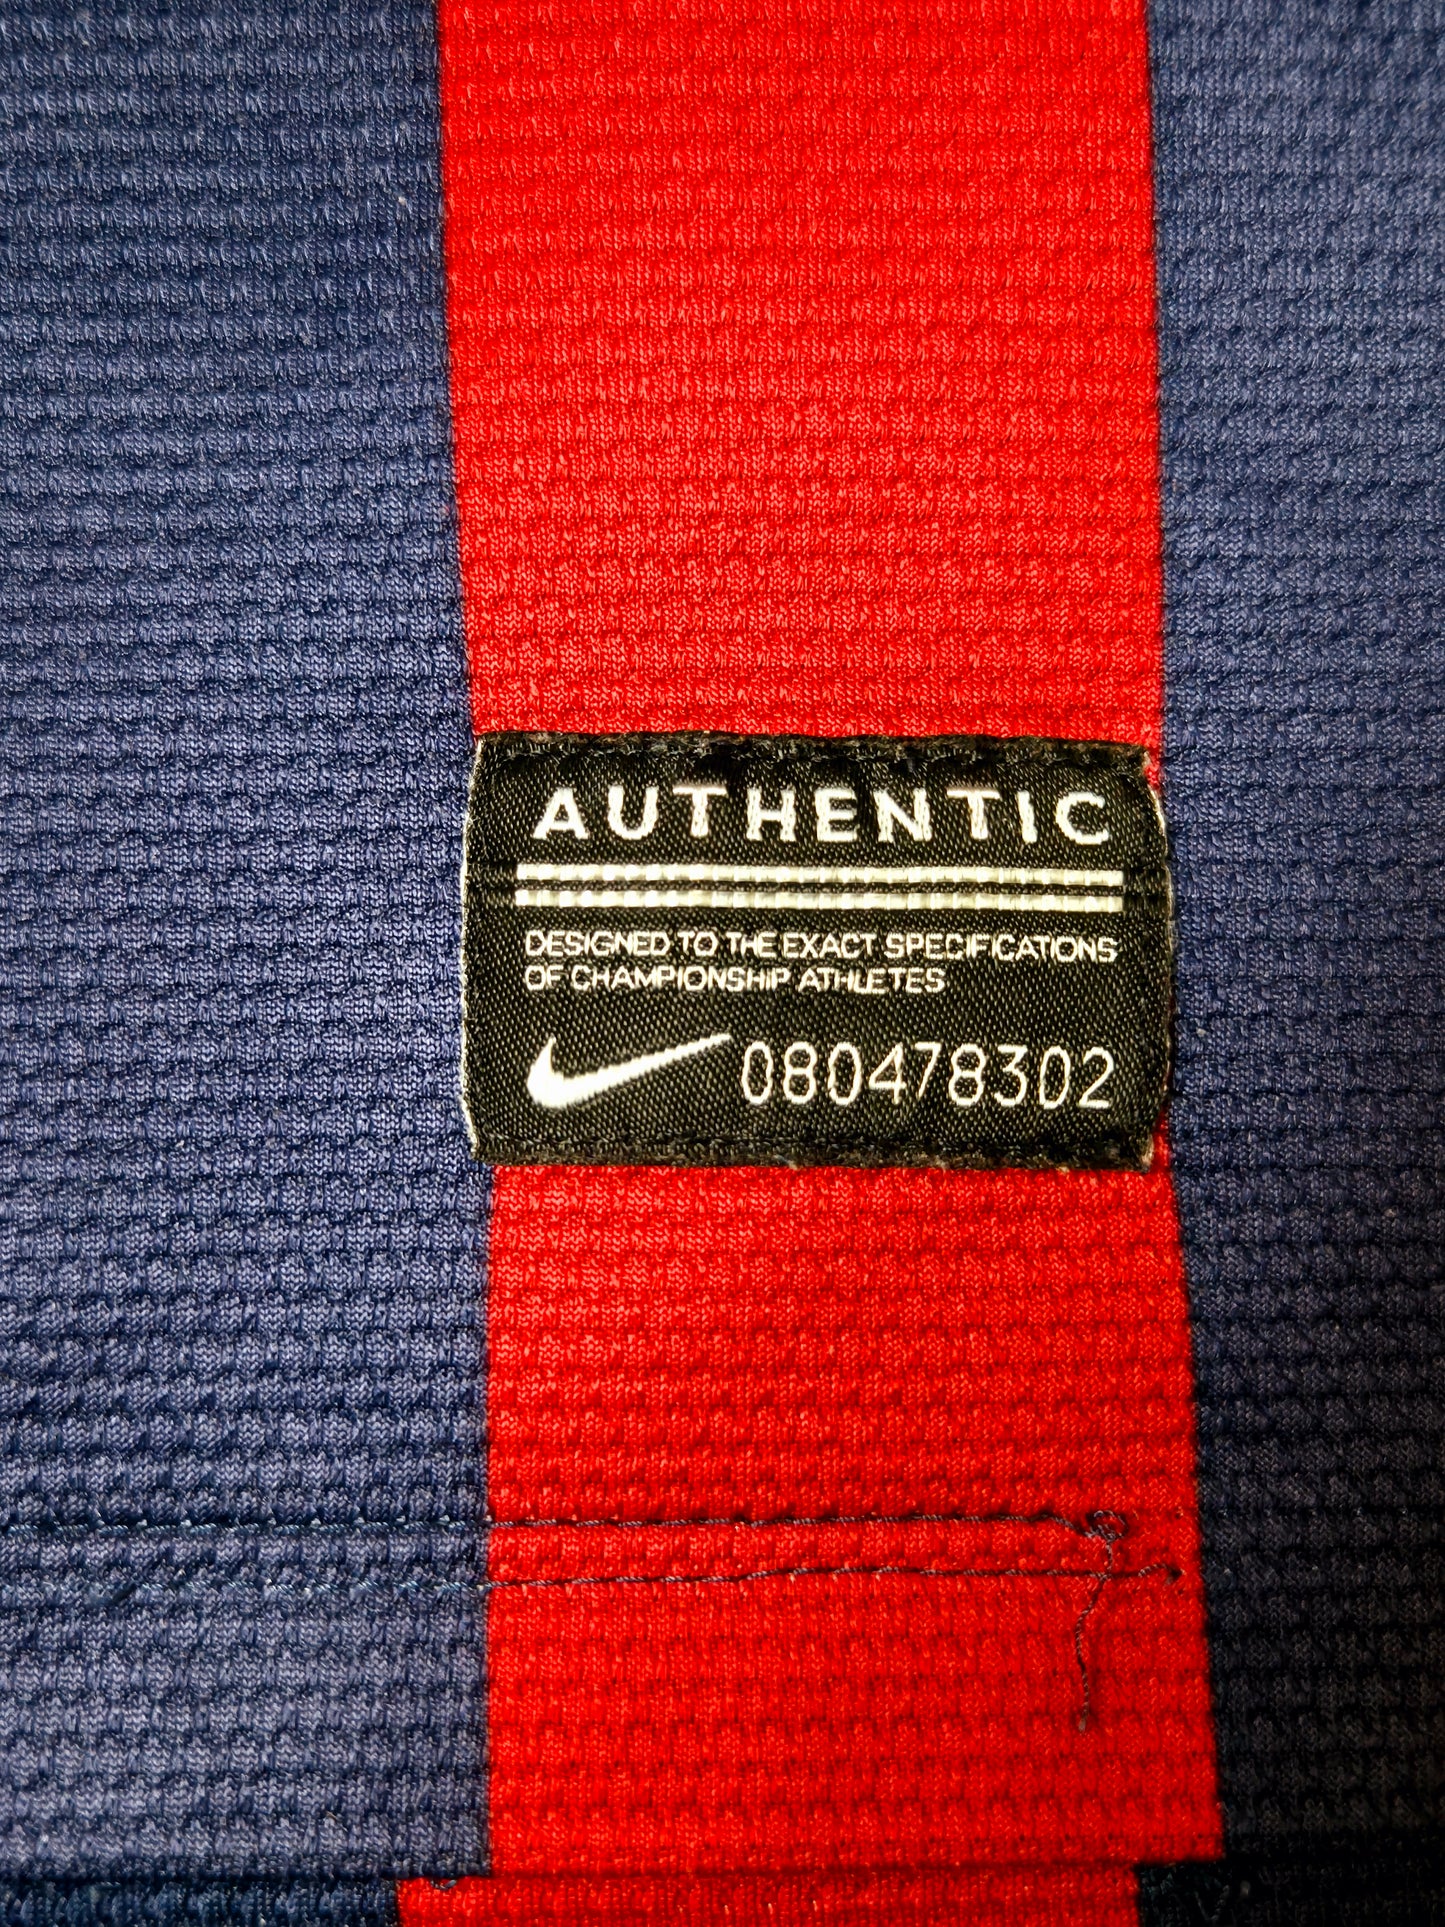 AUTHENTIC
DESIGNED TO THE EXACT SPECIFICATIONS
OF CHAMPIONSHIP ATHLETES
080478302